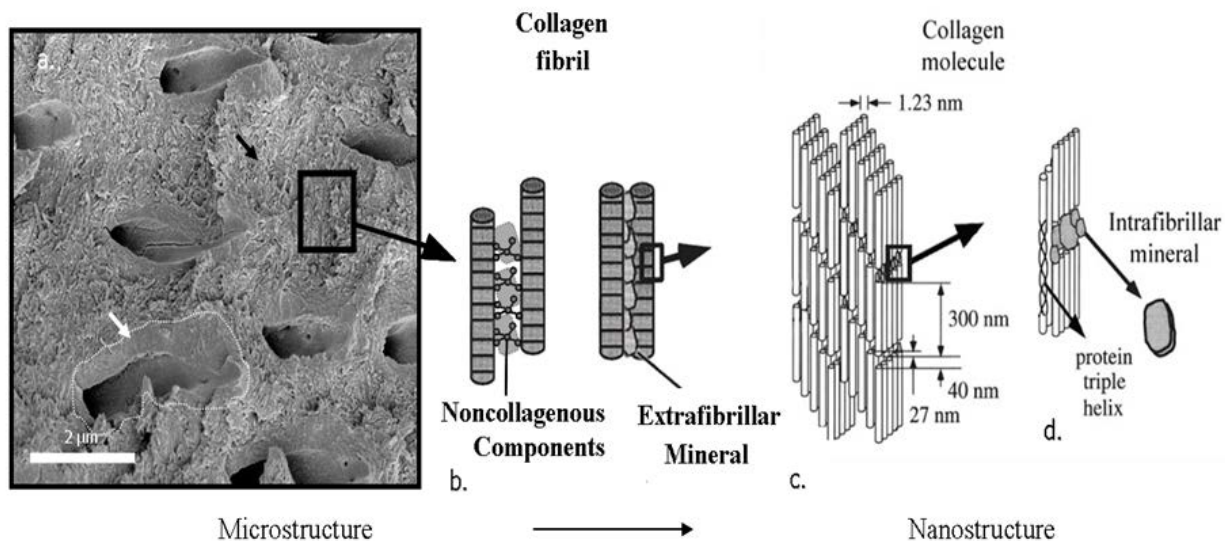 a.
2 µm
Collagen
fibril
Noncollagenous
Components
Extrafibrillar
Mineral
b.
Collagen
molecule
1.23 nm
300 nm
40 nm
27 nm
c.
Intrafibrillar
mineral
protein
triple
helix
d.
Microstructure
Nanostructure